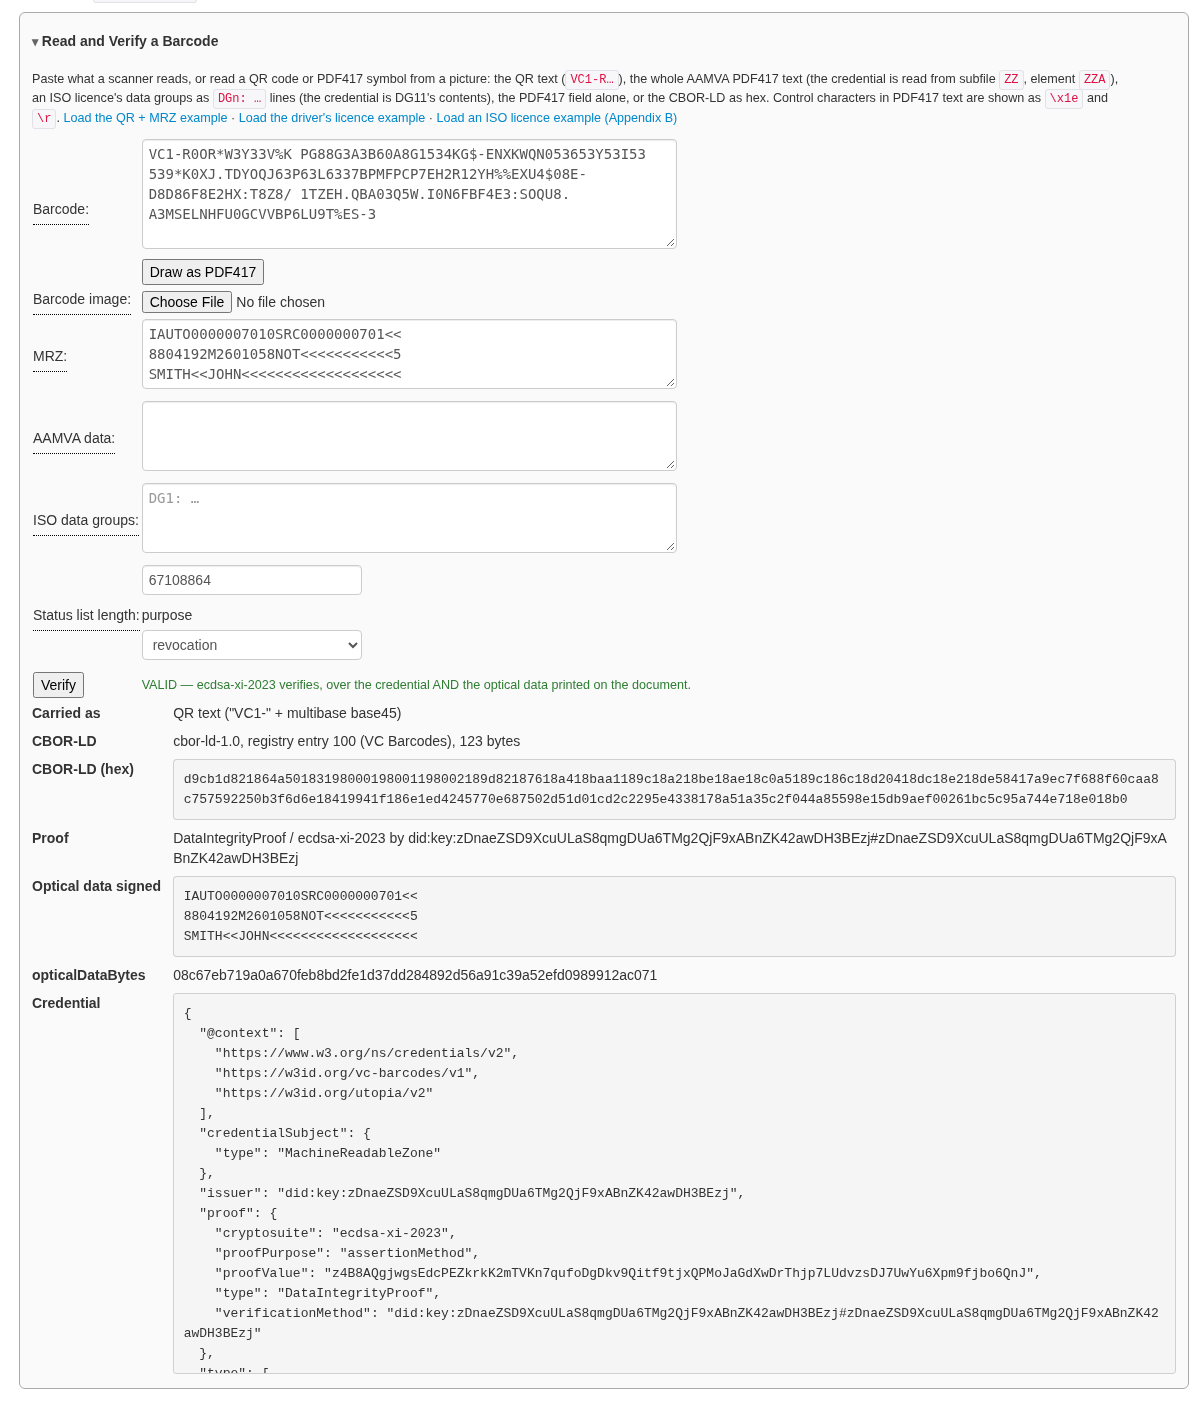 ▾ Read and Verify a Barcode
Paste what a scanner reads, or read a QR code or PDF417 symbol from a picture: the QR text (VC1-R…), the whole AAMVA PDF417 text (the credential is read from subfile ZZ, element ZZA),
an ISO licence's data groups as DGn: … lines (the credential is DG11's contents), the PDF417 field alone, or the CBOR-LD as hex. Control characters in PDF417 text are shown as \x1e and
\r. Load the QR + MRZ example · Load the driver's licence example · Load an ISO licence example (Appendix B)
Barcode:
VC1-R0OR*W3Y33V%K PG88G3A3B60A8G1534KG$-ENXKWQN053653Y53I53
539*K0XJ.TDYOQJ63P63L6337BPMFPCP7EH2R12YH%%EXU4$08E-
D8D86F8E2HX:T8Z8/ 1TZEH.QBA03Q5W.I0N6FBF4E3:SOQU8.
A3MSELNHFU0GCVVBP6LU9T%ES-3
Draw as PDF417
Barcode image:
Choose File No file chosen
MRZ:
IAUTO0000007010SRC0000000701<<
8804192M2601058NOT<<<<<<<<<<<5
SMITH<<JOHN<<<<<<<<<<<<<<<<<<<
AAMVA data:
ISO data groups:
DG1: …
67108864
Status list length: purpose
revocation
Verify VALID — ecdsa-xi-2023 verifies, over the credential AND the optical data printed on the document.
Carried as QR text ("VC1-" + multibase base45)
CBOR-LD cbor-ld-1.0, registry entry 100 (VC Barcodes), 123 bytes
CBOR-LD (hex)
d9cb1d821864a50183198000198001198002189d82187618a418baa1189c18a218be18ae18c0a5189c186c18d20418dc18e218de58417a9ec7f688f60caa8
c757592250b3f6d6e18419941f186e1ed4245770e687502d51d01cd2c2295e4338178a51a35c2f044a85598e15db9aef00261bc5c95a744e718e018b0
Proof DataIntegrityProof / ecdsa-xi-2023 by did:key:zDnaeZSD9XcuULaS8qmgDUa6TMg2QjF9xABnZK42awDH3BEzj#zDnaeZSD9XcuULaS8qmgDUa6TMg2QjF9xA
BnZK42awDH3BEzj
Optical data signed
IAUTO0000007010SRC0000000701<<
8804192M2601058NOT<<<<<<<<<<<5
SMITH<<JOHN<<<<<<<<<<<<<<<<<<<
opticalDataBytes 08c67eb719a0a670feb8bd2fe1d37dd284892d56a91c39a52efd0989912ac071
Credential
{
"@context": [
"https://www.w3.org/ns/credentials/v2",
"https://w3id.org/vc-barcodes/v1",
"https://w3id.org/utopia/v2"
],
"credentialSubject": {
"type": "MachineReadableZone"
},
"issuer": "did:key:zDnaeZSD9XcuULaS8qmgDUa6TMg2QjF9xABnZK42awDH3BEzj",
"proof": {
"cryptosuite": "ecdsa-xi-2023",
"proofPurpose": "assertionMethod",
"proofValue": "z4B8AQgjwgsEdcPEZkrkK2mTVKn7qufoDgDkv9Qitf9tjxQPMoJaGdXwDrThjp7LUdvzsDJ7UwYu6Xpm9fjbo6QnJ",
"type": "DataIntegrityProof",
"verificationMethod": "did:key:zDnaeZSD9XcuULaS8qmgDUa6TMg2QjF9xABnZK42awDH3BEzj#zDnaeZSD9XcuULaS8qmgDUa6TMg2QjF9xABnZK42
awDH3BEzj"
},
"type": [